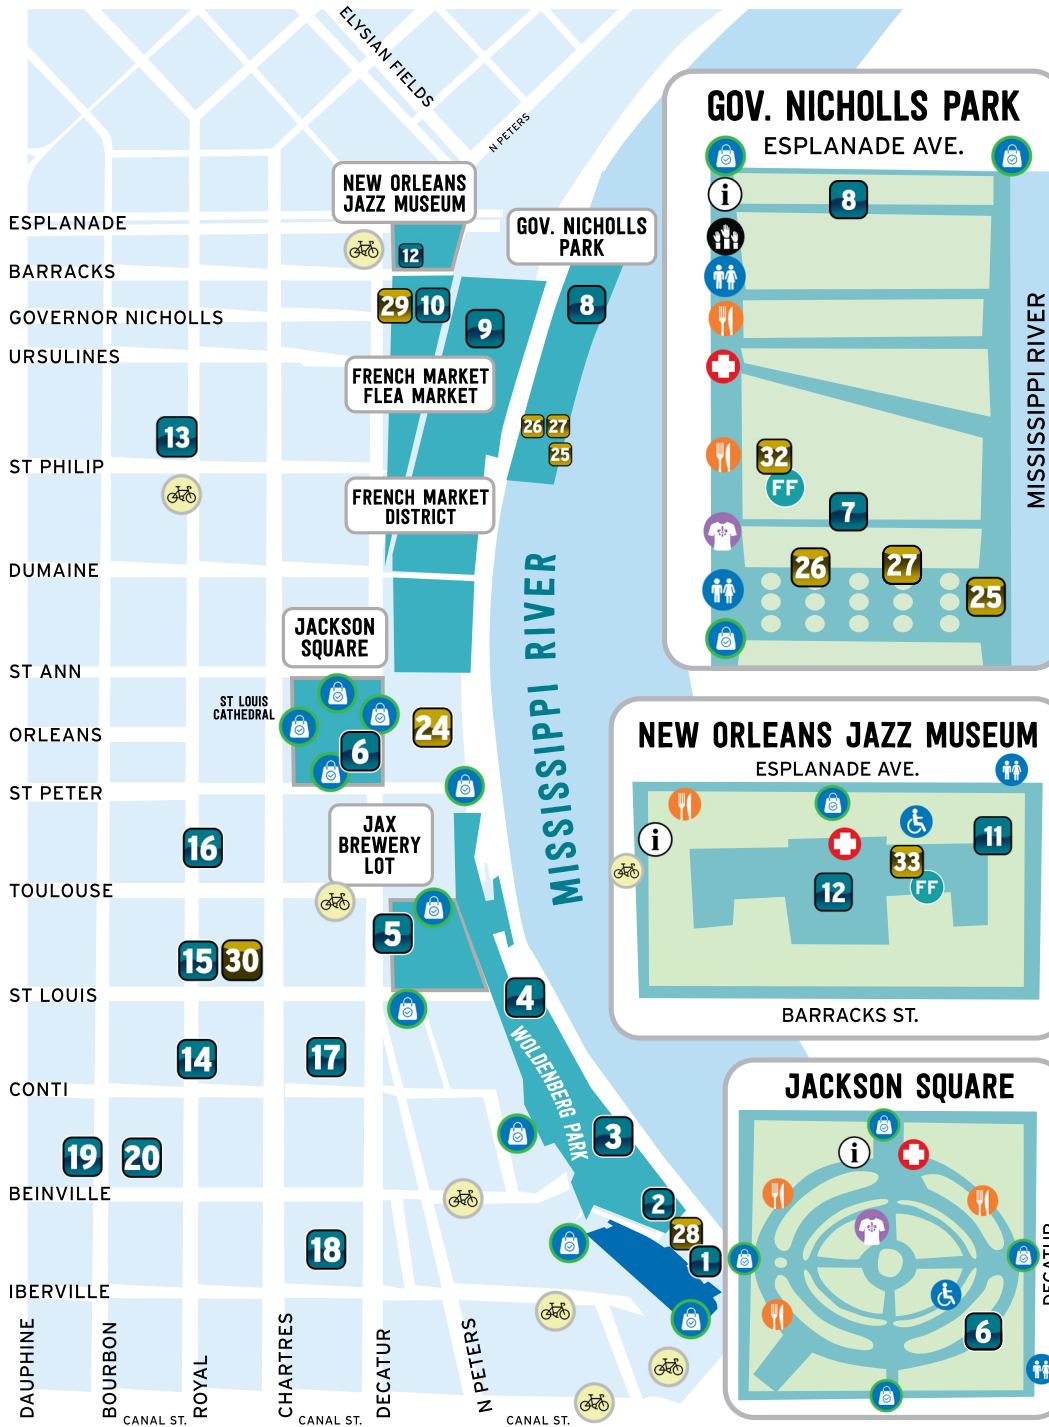 ELYSIAN FIELDS
N PETERS
NEW ORLEANS
JAZZ MUSEUM
GOV. NICHOLLS
PARK
ESPLANADE
BARRACKS
GOVERNOR NICHOLLS
URSULINES
ST PHILIP
DUMAINE
ST ANN
ORLEANS
ST PETER
TOULOUSE
ST LOUIS
CONTI
BEINVILLE
IBERVILLE
12
29
10
9
8
FRENCH MARKET
FLEA MARKET
26
27
25
13
FRENCH MARKET
DISTRICT
MISSISSIPPI RIVER
JACKSON
SQUARE
ST LOUIS
CATHEDRAL
24
6
JAX
BREWERY
LOT
16
5
15
30
4
WOLDENBERG PARK
14
17
3
19
20
2
28
1
18
DAUPHINE
BOURBON
ROYAL
CHARTRES
DECATUR
N PETERS
CANAL ST.
CANAL ST.
CANAL ST.
GOV. NICHOLLS PARK
ESPLANADE AVE.
i
8
MISSISSIPPI RIVER
32
FF
7
26
27
25
NEW ORLEANS JAZZ MUSEUM
ESPLANADE AVE.
i
11
33
FF
12
BARRACKS ST.
JACKSON SQUARE
i
6
DECATUR